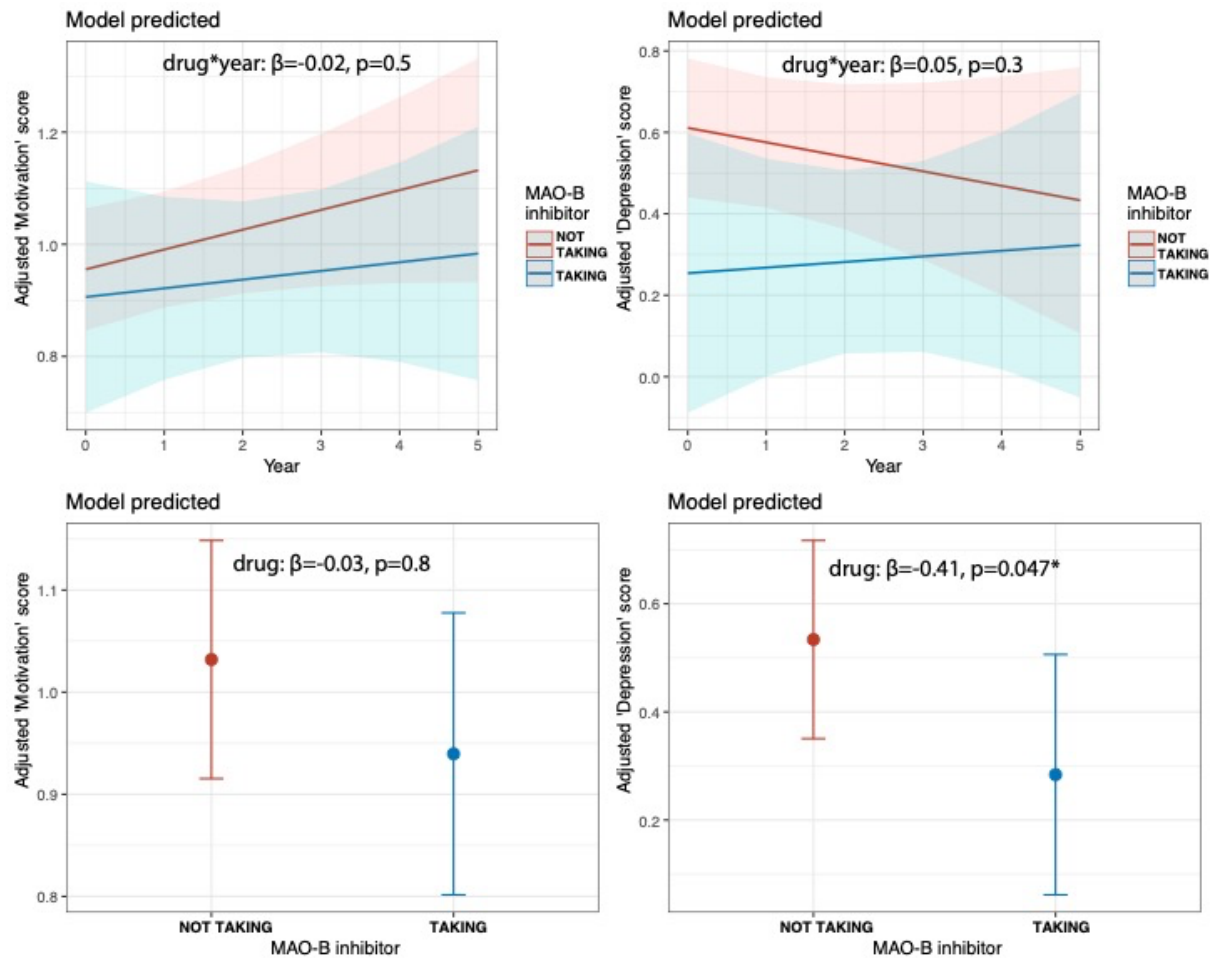 Model predicted
drug*year: β=-0.02, p=0.5
Adjusted 'Motivation' score
1.2
1.0
0.8
0
1
2
3
4
5
Year
MAO-B
inhibitor
NOT
TAKING
TAKING
Model predicted
drug*year: β=0.05, p=0.3
Adjusted 'Depression' score
0.8
0.6
0.4
0.2
0.0
0
1
2
3
4
5
Year
MAO-B
inhibitor
NOT
TAKING
TAKING
Model predicted
drug: β=-0.03, p=0.8
Adjusted 'Motivation' score
1.1
1.0
0.9
0.8
NOT TAKING
TAKING
MAO-B inhibitor
Model predicted
drug: β=-0.41, p=0.047*
Adjusted 'Depression' score
0.6
0.4
0.2
NOT TAKING
TAKING
MAO-B inhibitor